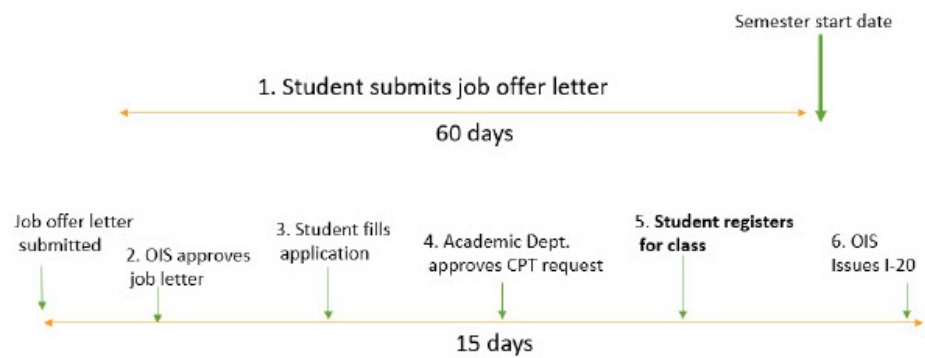 Semester start date
1. Student submits job offer letter
60 days
Job offer letter
submitted
2. OIS approves
job letter
3. Student fills
application
4. Academic Dept.
approves CPT request
5. Student registers
for class
6. OIS
Issues I-20
15 days